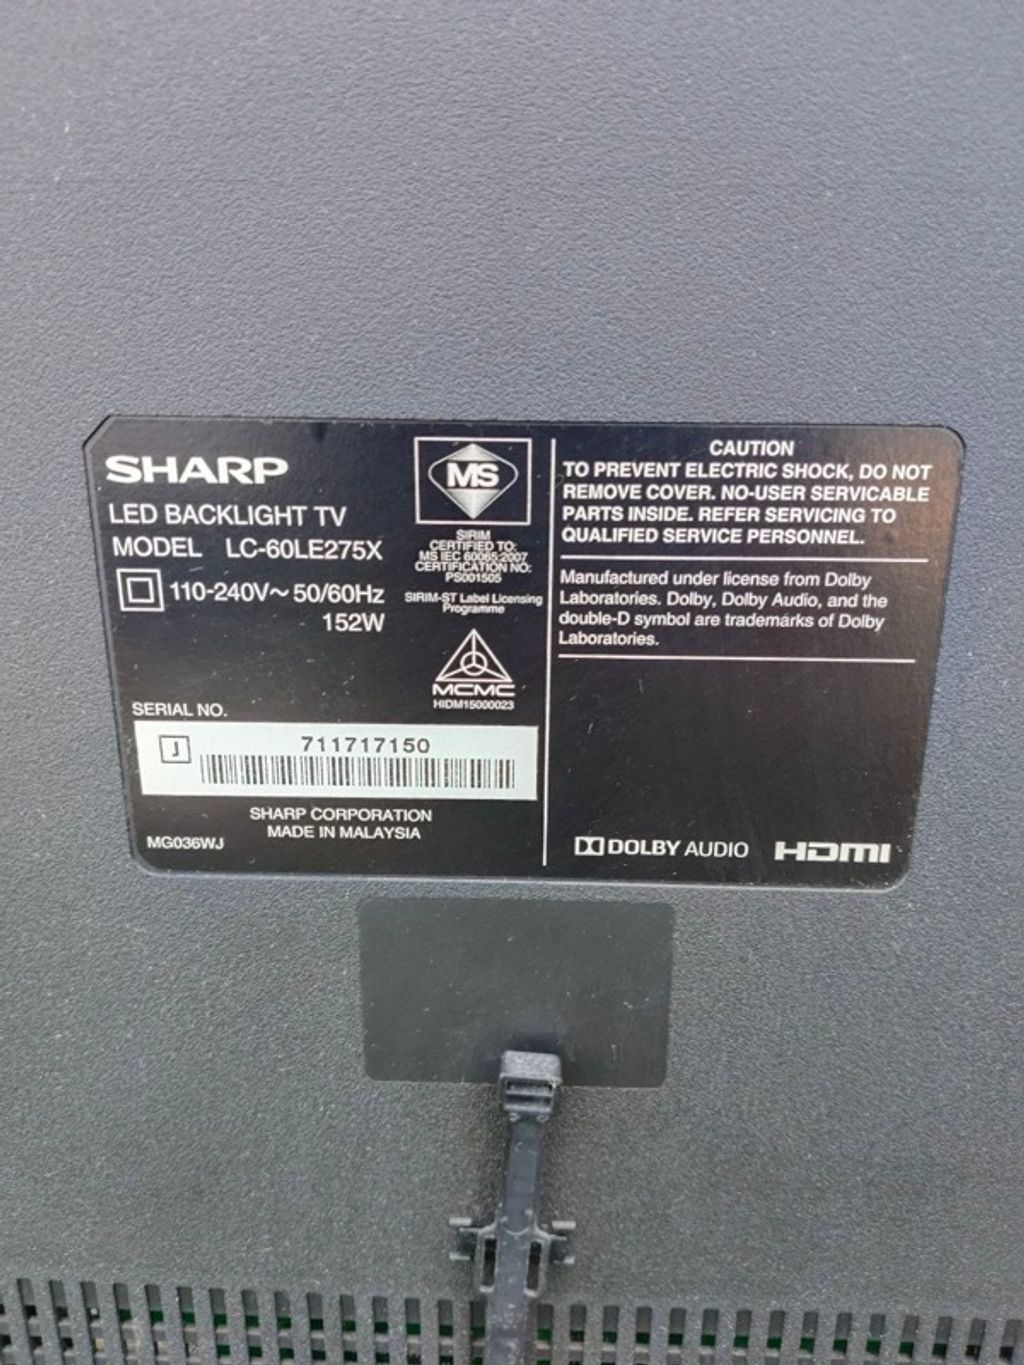 SHARP
LED BACKLIGHT TV
MODEL LC-60LE275X
110-240V~ 50/60Hz
152W
MS
SIRIM
CERTIFIED TO:
MS IEC 60065:2007
CERTIFICATION NO:
PS001505
SIRIM-ST Label Licensing
Programme
MCMC
HIDM15000023
SERIAL NO.
J
711717150
SHARP CORPORATION
MADE IN MALAYSIA
MG036WJ
CAUTION
TO PREVENT ELECTRIC SHOCK, DO NOT
REMOVE COVER. NO-USER SERVICABLE
PARTS INSIDE. REFER SERVICING TO
QUALIFIED SERVICE PERSONNEL.
Manufactured under license from Dolby
Laboratories. Dolby, Dolby Audio, and the
double-D symbol are trademarks of Dolby
Laboratories.
DOLBY AUDIO
HDMI